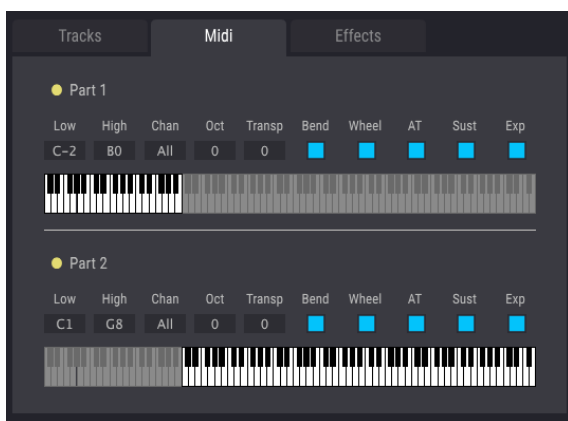 Tracks Midi Effects
Part 1
Low High Chan Oct Transp Bend Wheel AT Sust Exp
C-2 B0 All 0 0
Part 2
Low High Chan Oct Transp Bend Wheel AT Sust Exp
C1 G8 All 0 0